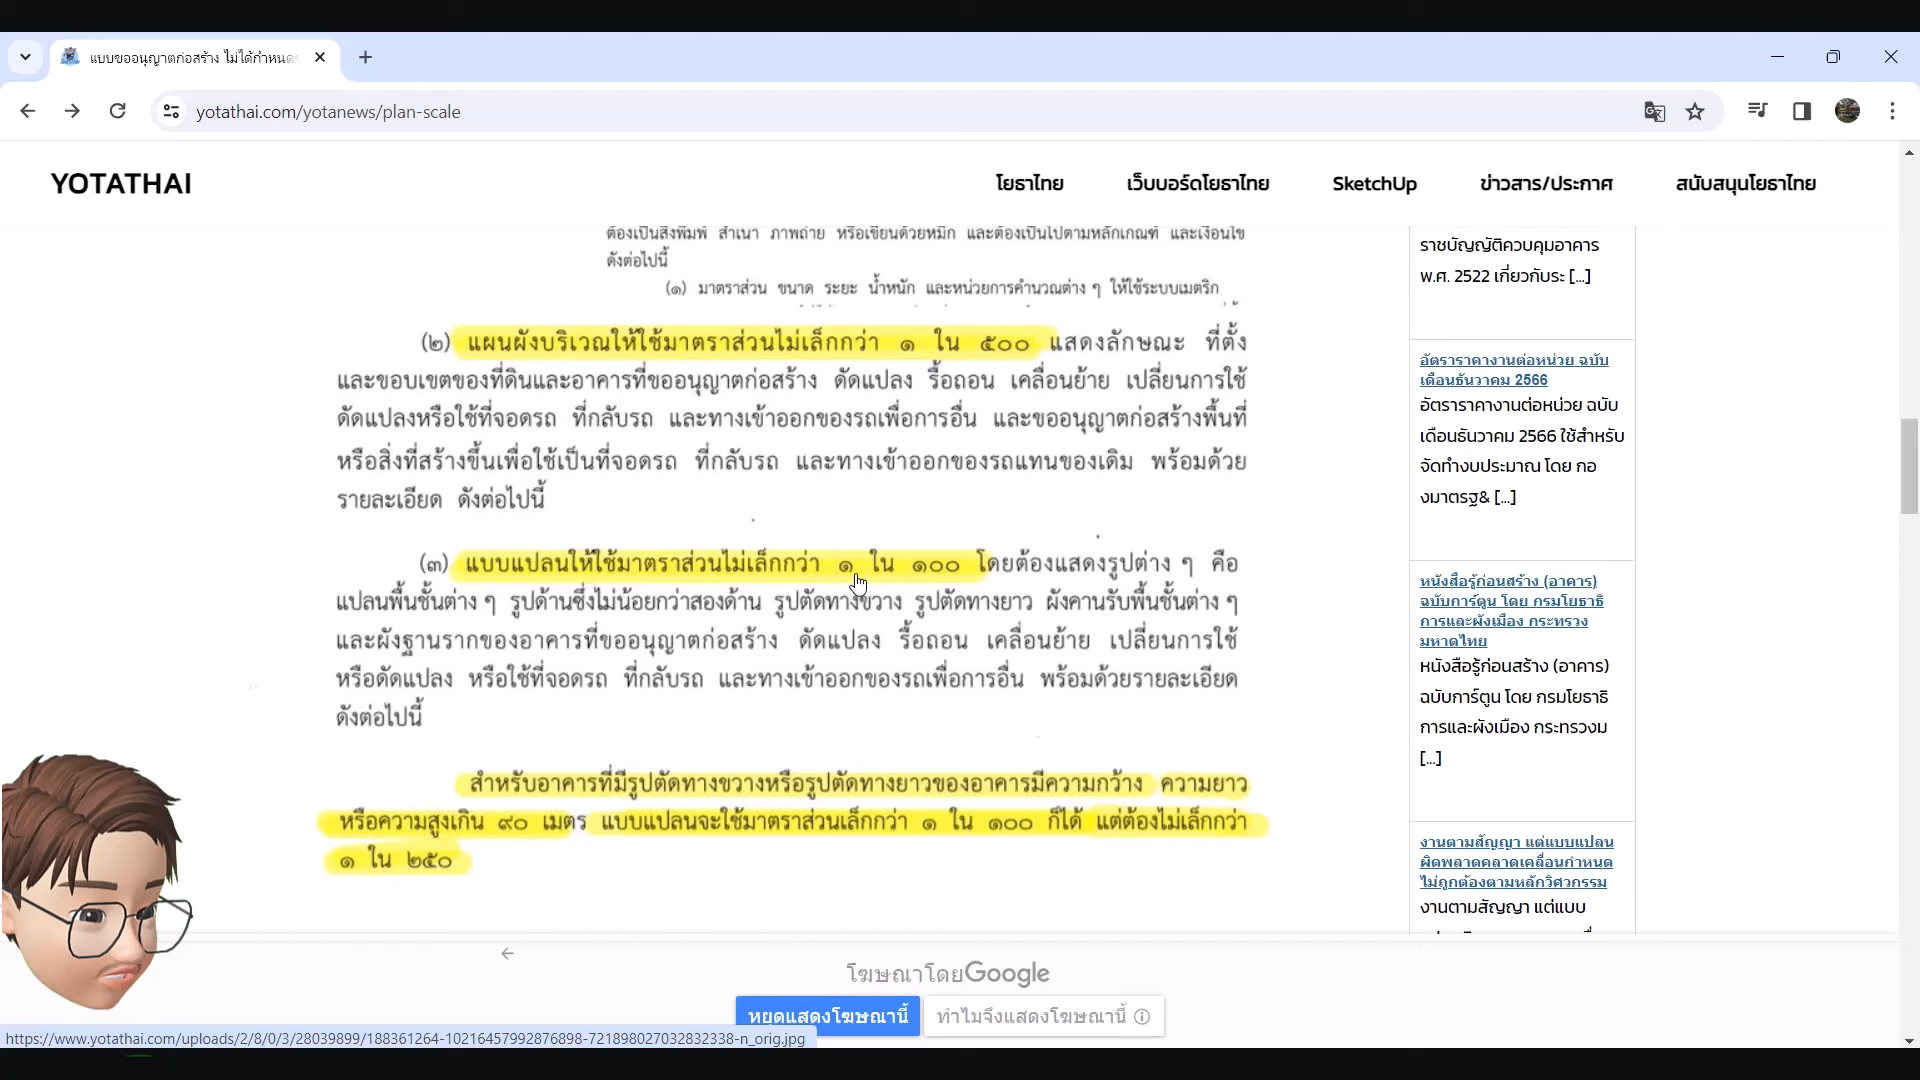 แบบขออนุญาตก่อสร้าง ไม่ได้กำหนด
yotathai.com/yotanews/plan-scale
YOTATHAI
โยธาไทย เว็บบอร์ดโยธาไทย SketchUp ข่าวสาร/ประกาศ สนับสนุนโยธาไทย
ต้องเป็นสิ่งพิมพ์ สำเนา ภาพถ่าย หรือเขียนด้วยหมึก และต้องเป็นไปตามหลักเกณฑ์ และเงื่อนไข
ดังต่อไปนี้
(๑) มาตราส่วน ขนาด ระยะ น้ำหนัก และหน่วยการคำนวณต่าง ๆ ให้ใช้ระบบเมตริก
(๒) แผนผังบริเวณให้ใช้มาตราส่วนไม่เล็กกว่า ๑ ใน ๕๐๐ แสดงลักษณะ ที่ตั้ง
และขอบเขตของที่ดินและอาคารที่ขออนุญาตก่อสร้าง ดัดแปลง รื้อถอน เคลื่อนย้าย เปลี่ยนการใช้
ดัดแปลงหรือใช้ที่จอดรถ ที่กลับรถ และทางเข้าออกของรถเพื่อการอื่น และขออนุญาตก่อสร้างพื้นที่
หรือสิ่งที่สร้างขึ้นเพื่อใช้เป็นที่จอดรถ ที่กลับรถ และทางเข้าออกของรถแทนของเดิม พร้อมด้วย
รายละเอียด ดังต่อไปนี้
(๓) แบบแปลนให้ใช้มาตราส่วนไม่เล็กกว่า ๑ ใน ๑๐๐ โดยต้องแสดงรูปต่าง ๆ คือ
แปลนพื้นชั้นต่าง ๆ รูปด้านซึ่งไม่น้อยกว่าสองด้าน รูปตัดทางขวาง รูปตัดทางยาว ผังคานรับพื้นชั้นต่าง ๆ
และผังฐานรากของอาคารที่ขออนุญาตก่อสร้าง ดัดแปลง รื้อถอน เคลื่อนย้าย เปลี่ยนการใช้
หรือดัดแปลง หรือใช้ที่จอดรถ ที่กลับรถ และทางเข้าออกของรถเพื่อการอื่น พร้อมด้วยรายละเอียด
ดังต่อไปนี้
สำหรับอาคารที่มีรูปตัดทางขวางหรือรูปตัดทางยาวของอาคารมีความกว้าง ความยาว
หรือความสูงเกิน ๙๐ เมตร แบบแปลนจะใช้มาตราส่วนเล็กกว่า ๑ ใน ๑๐๐ ก็ได้ แต่ต้องไม่เล็กกว่า
๑ ใน ๒๕๐
ราชบัญญัติควบคุมอาคาร
พ.ศ. 2522 เกี่ยวกับระ [...]
อัตราราคางานต่อหน่วย ฉบับ
เดือนธันวาคม 2566
อัตราราคางานต่อหน่วย ฉบับ
เดือนธันวาคม 2566 ใช้สำหรับ
จัดทำงบประมาณ โดย กอ
งมาตรฐ& [...]
หนังสือรู้ก่อนสร้าง (อาคาร)
ฉบับการ์ตูน โดย กรมโยธาธิ
การและผังเมือง กระทรวง
มหาดไทย
หนังสือรู้ก่อนสร้าง (อาคาร)
ฉบับการ์ตูน โดย กรมโยธาธิ
การและผังเมือง กระทรวงม
[...]
งานตามสัญญา แต่แบบแปลน
ผิดพลาดคลาดเคลื่อนกำหนด
ไม่ถูกต้องตามหลักวิศวกรรม
งานตามสัญญา แต่แบบ
โฆษณาโดยGoogle
หยุดแสดงโฆษณานี้ ทำไมจึงแสดงโฆษณานี้
https://www.yotathai.com/uploads/2/8/0/3/28039899/188361264-10216457992876898-721898027032832338-n_orig.jpg